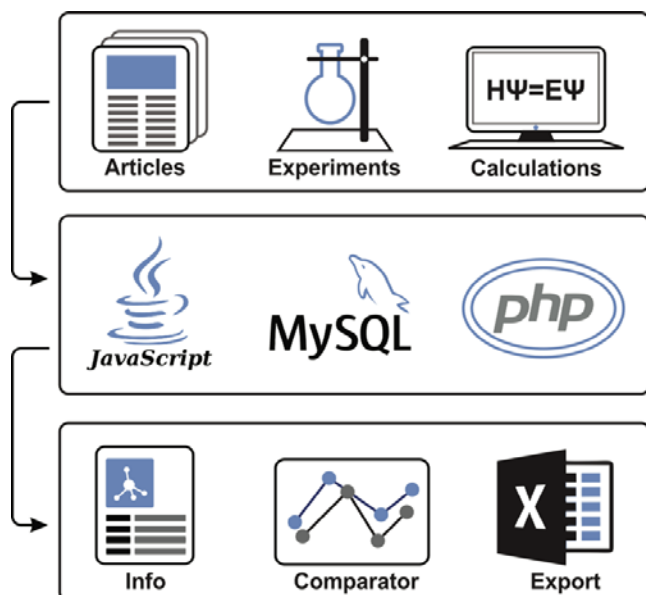 HΨ=EΨ
Articles
Experiments
Calculations
JavaScript
MySQL
php
X
Info
Comparator
Export